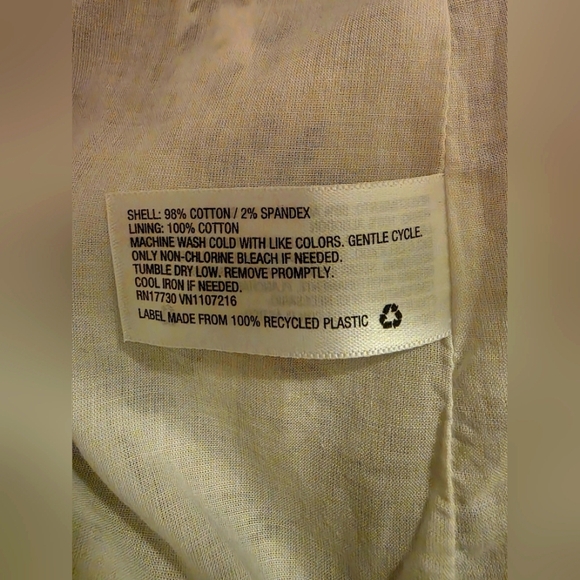 SHELL: 98% COTTON / 2% SPANDEX
LINING: 100% COTTON
MACHINE WASH COLD WITH LIKE COLORS. GENTLE CYCLE.
ONLY NON-CHLORINE BLEACH IF NEEDED.
TUMBLE DRY LOW. REMOVE PROMPTLY.
COOL IRON IF NEEDED.
RN17730 VN1107216
LABEL MADE FROM 100% RECYCLED PLASTIC